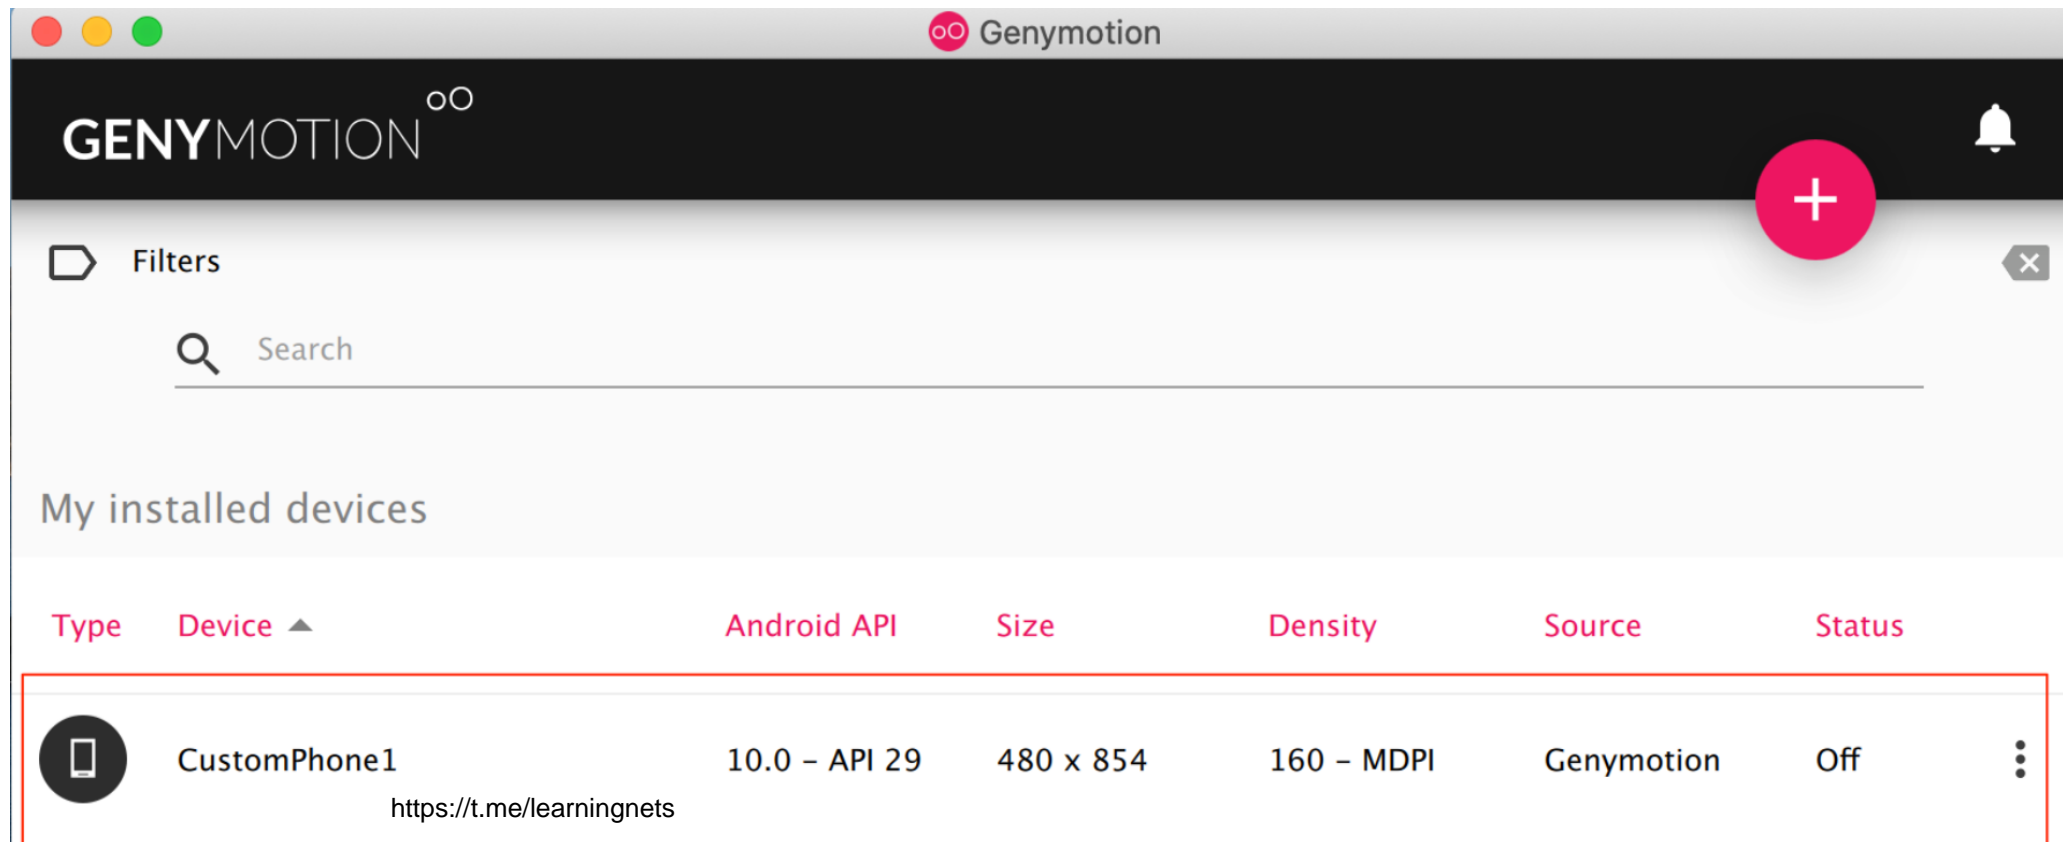 Genymotion
GENYMOTION
Filters
Search
My installed devices
Type Device Android API Size Density Source Status
CustomPhone1 10.0 – API 29 480 x 854 160 – MDPI Genymotion Off
https://t.me/learningnets